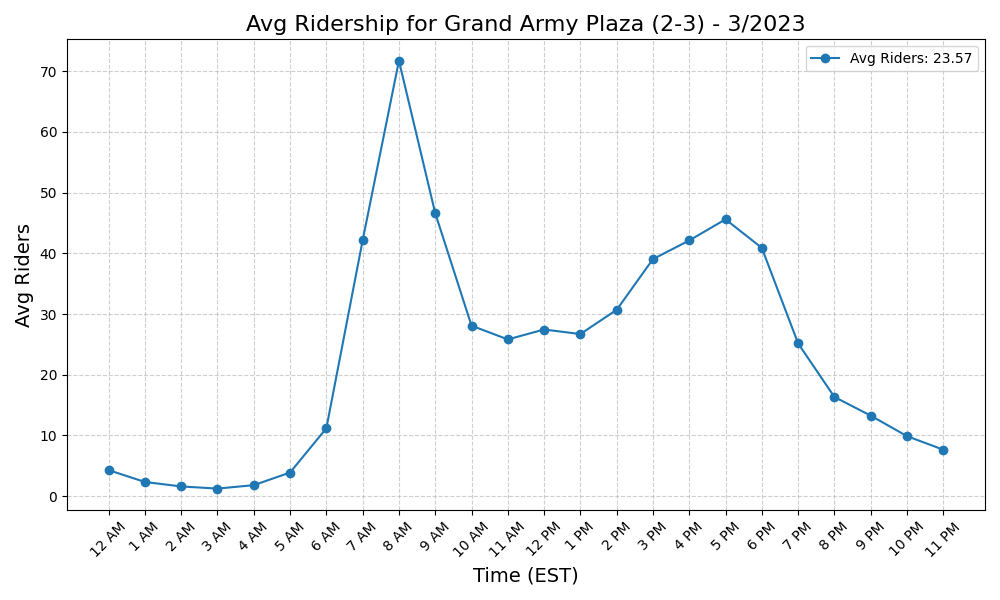 Avg Ridership for Grand Army Plaza (2-3) - 3/2023
Avg Riders: 23.57
Avg Riders
70
60
50
40
30
20
10
0
12 AM 1 AM 2 AM 3 AM 4 AM 5 AM 6 AM 7 AM 8 AM 9 AM 10 AM 11 AM 12 PM 1 PM 2 PM 3 PM 4 PM 5 PM 6 PM 7 PM 8 PM 9 PM 10 PM 11 PM
Time (EST)